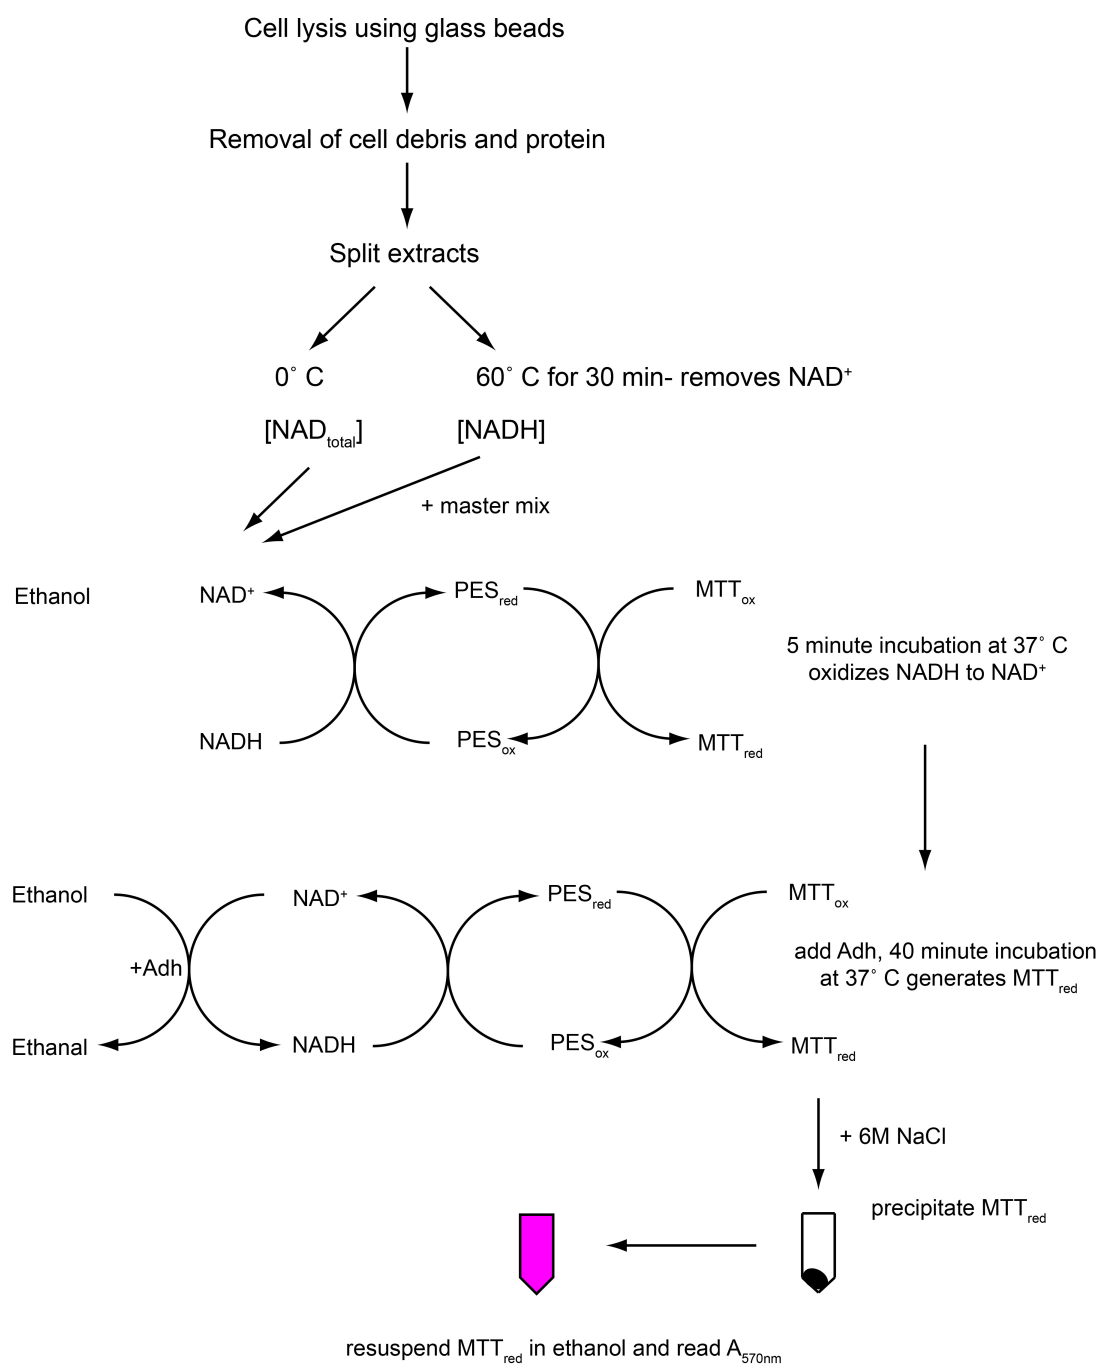 Cell lysis using glass beads
Removal of cell debris and protein
Split extracts
0° C
60° C for 30 min- removes NAD⁺
[NADtotal]
[NADH]
+ master mix
Ethanol
NAD⁺
PESred
MTTox
5 minute incubation at 37° C
oxidizes NADH to NAD⁺
NADH
PESox
MTTred
Ethanol
NAD⁺
PESred
MTTox
+Adh
add Adh, 40 minute incubation
at 37° C generates MTTred
Ethanal
NADH
PESox
MTTred
+ 6M NaCl
precipitate MTTred
resuspend MTTred in ethanol and read A570nm